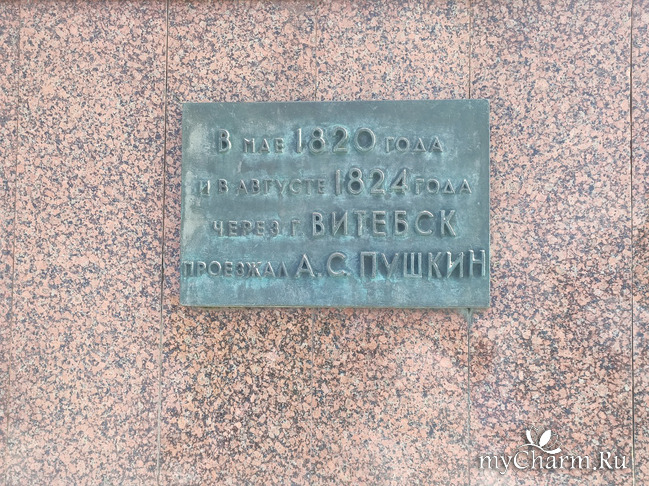 В МАЕ 1820 ГОДА
И В АВГУСТЕ 1824 ГОДА
ЧЕРЕЗ Г. ВИТЕБСК
ПРОЕЗЖАЛ А.С. ПУШКИН
myCharm.Ru